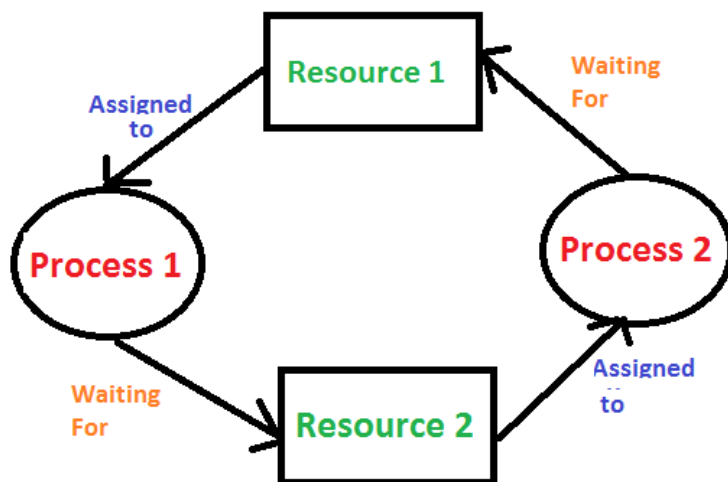 Resource 1
Waiting
For
Assigned
to
Process 1
Process 2
Waiting
For
Resource 2
Assigned
to